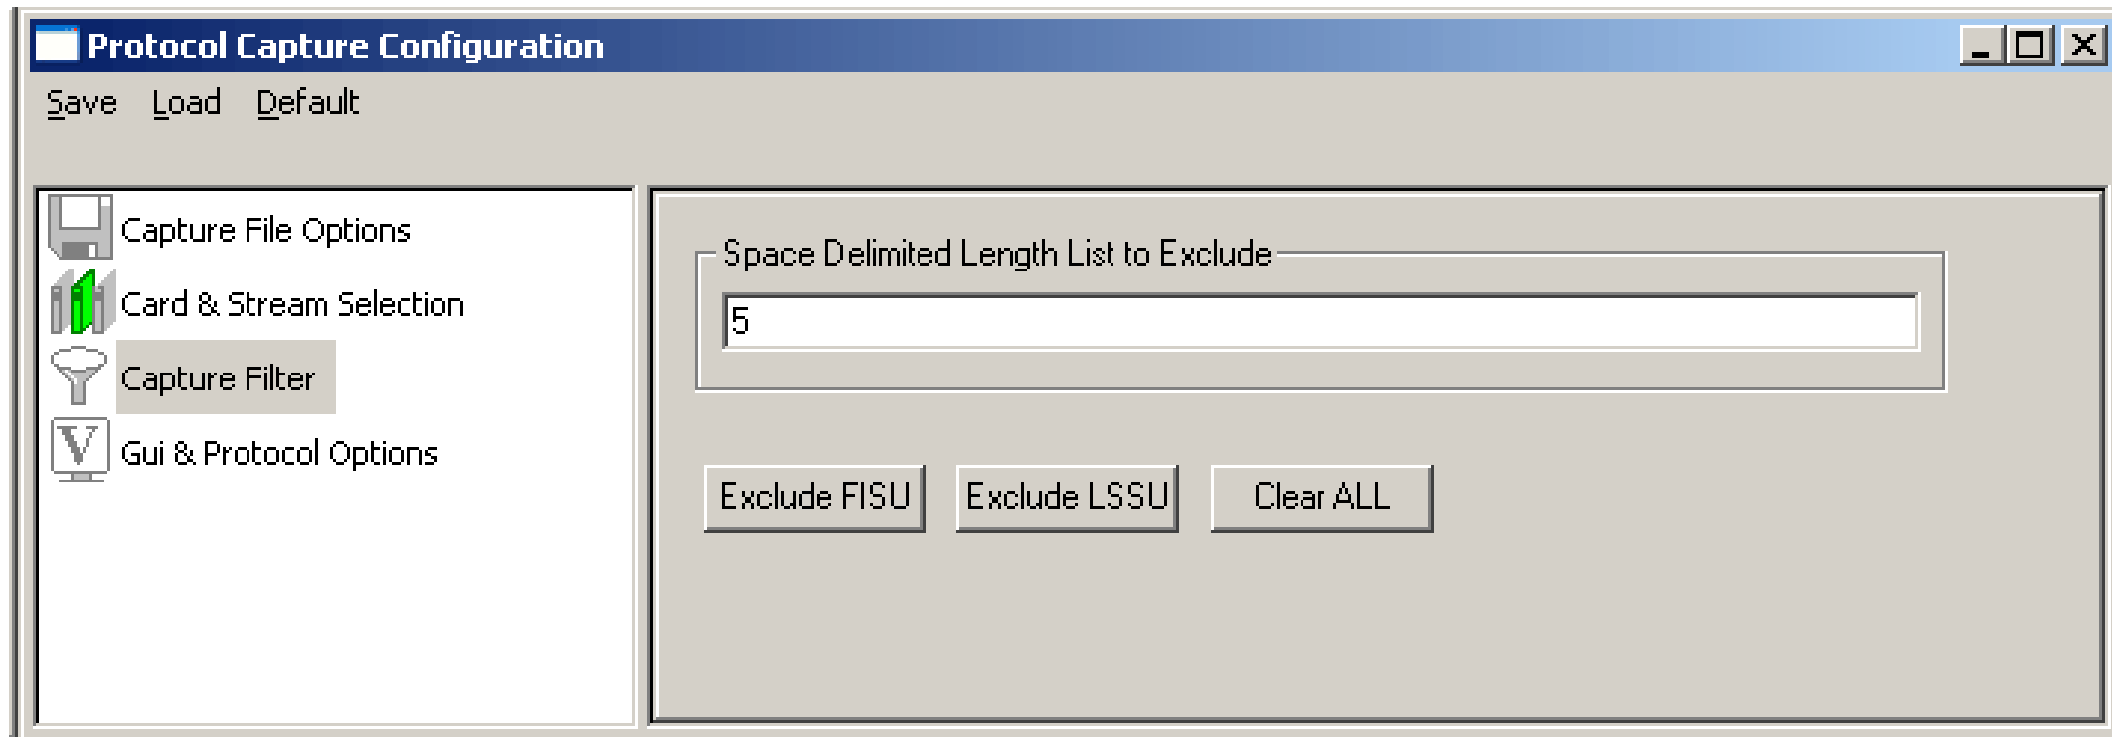 Protocol Capture Configuration
Save Load Default
Capture File Options
Card & Stream Selection
Capture Filter
V
Gui & Protocol Options
Space Delimited Length List to Exclude
5
Exclude FISU Exclude LSSU Clear ALL